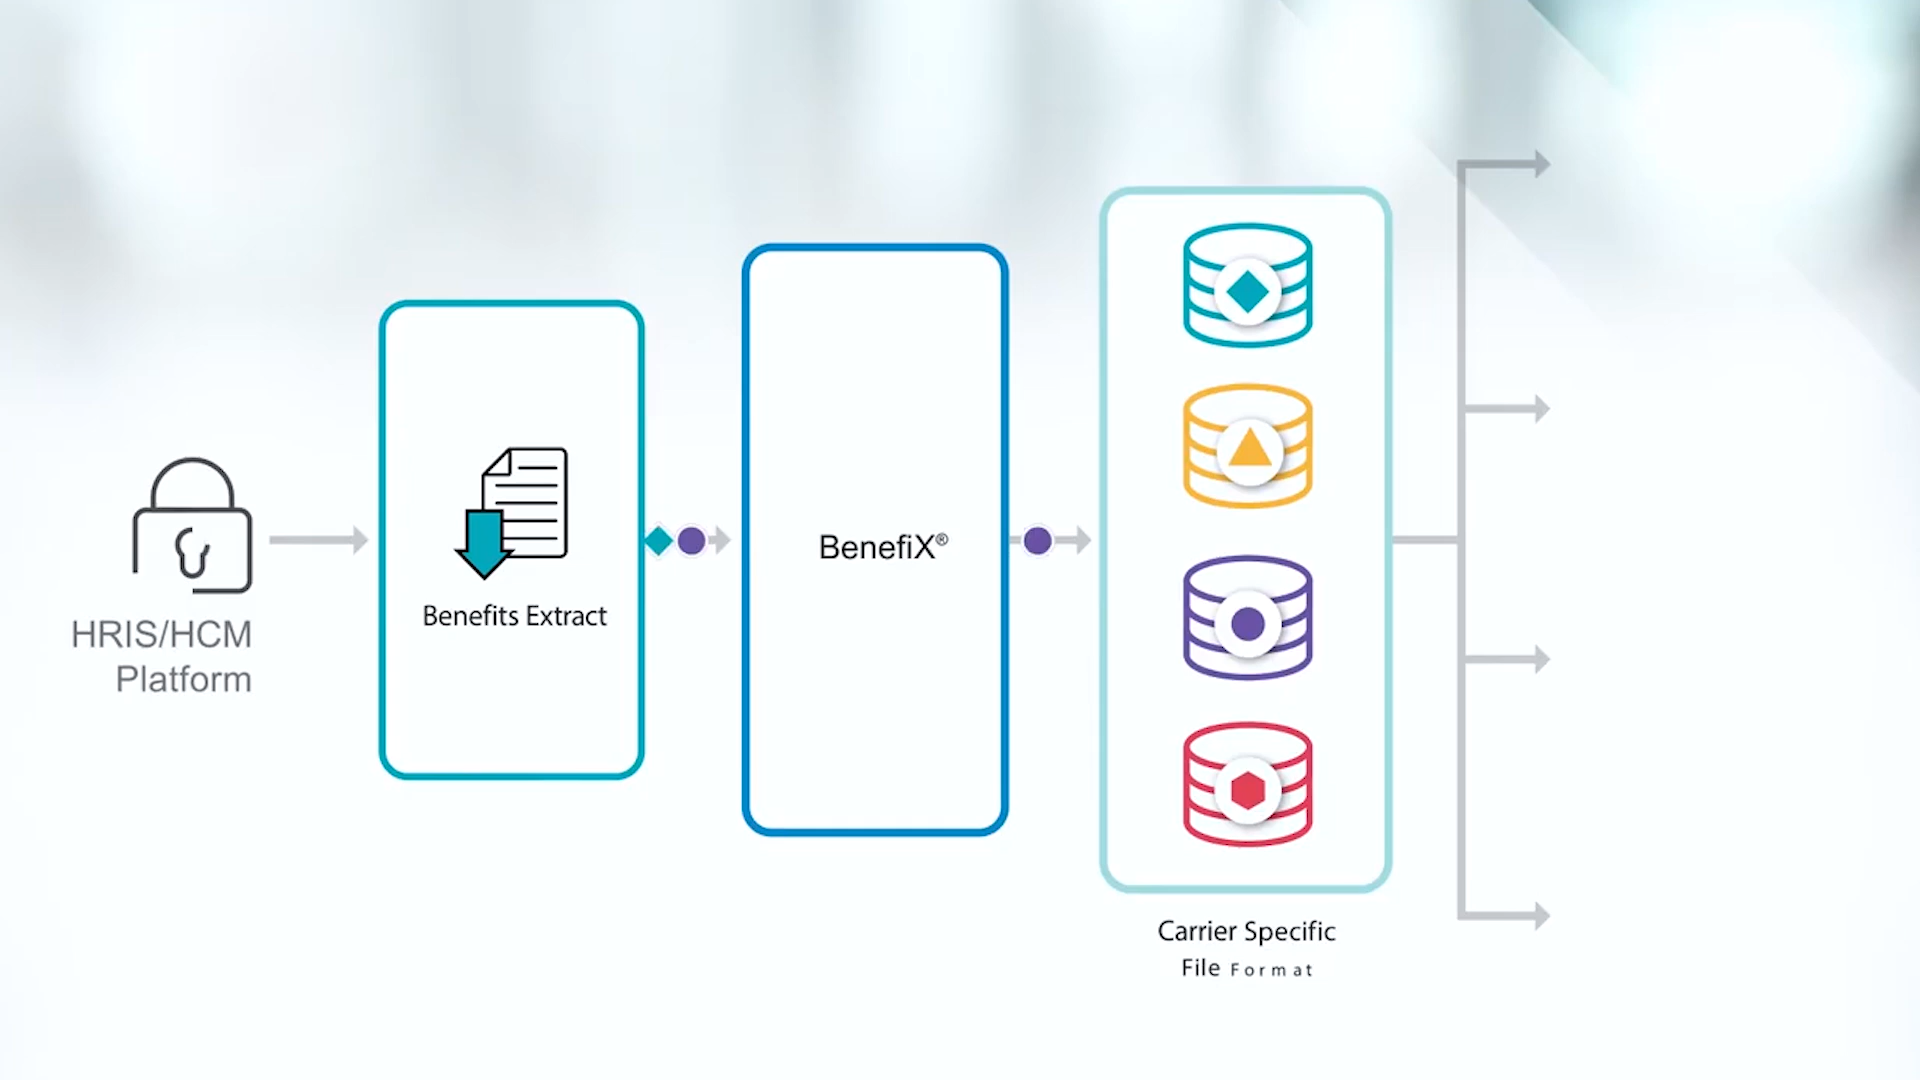 HRIS/HCM
Platform
Benefits Extract
BenefiX®
Carrier Specific
File Format